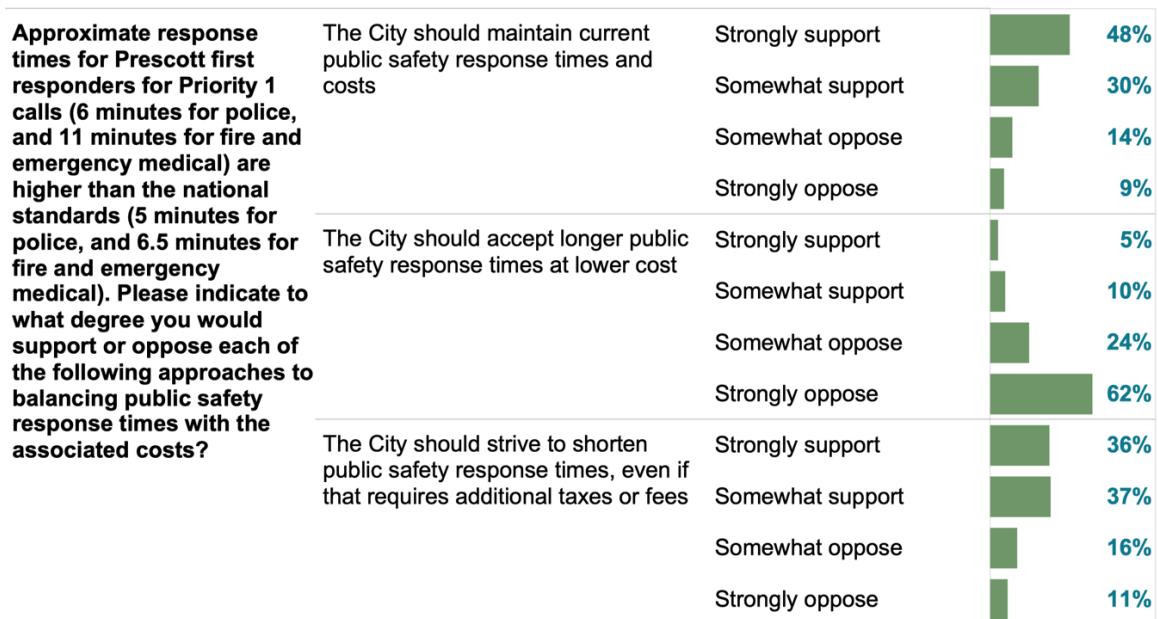 Approximate response
times for Prescott first
responders for Priority 1
calls (6 minutes for police,
and 11 minutes for fire and
emergency medical) are
higher than the national
standards (5 minutes for
police, and 6.5 minutes for
fire and emergency
medical). Please indicate to
what degree you would
support or oppose each of
the following approaches to
balancing public safety
response times with the
associated costs?
The City should maintain current
public safety response times and
costs
Strongly support 48%
Somewhat support 30%
Somewhat oppose 14%
Strongly oppose 9%
The City should accept longer public
safety response times at lower cost
Strongly support 5%
Somewhat support 10%
Somewhat oppose 24%
Strongly oppose 62%
The City should strive to shorten
public safety response times, even if
that requires additional taxes or fees
Strongly support 36%
Somewhat support 37%
Somewhat oppose 16%
Strongly oppose 11%